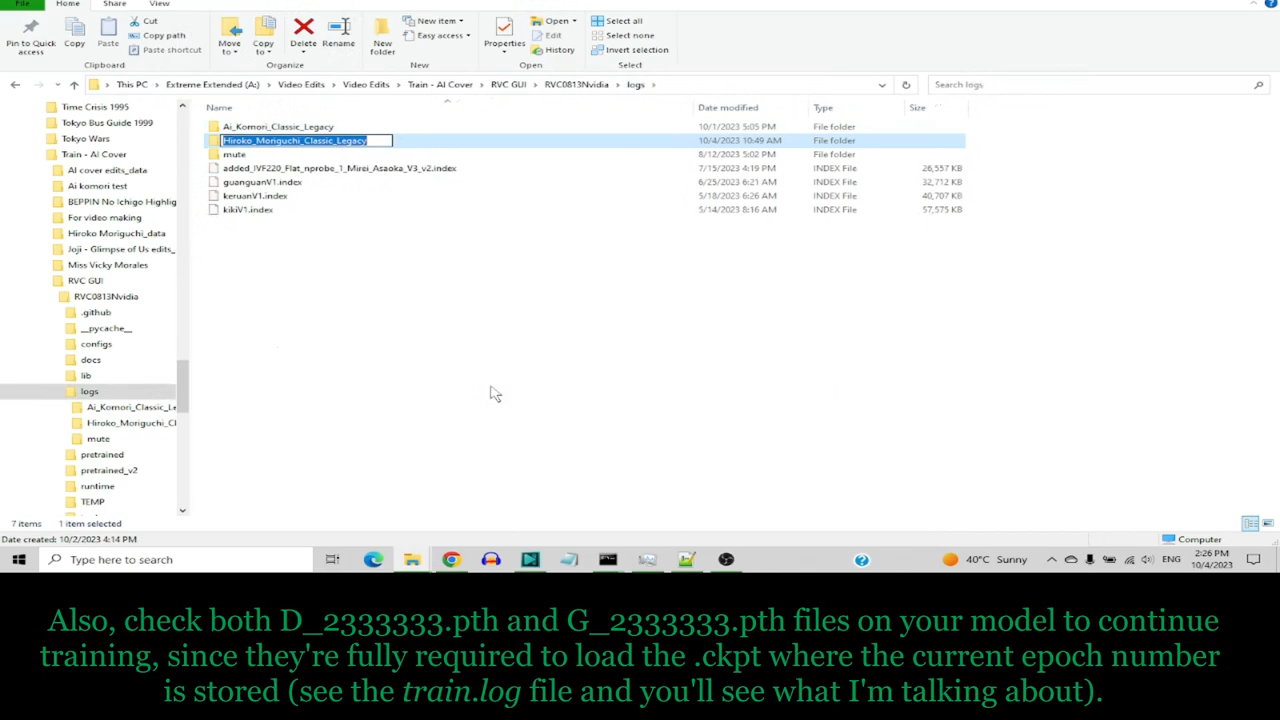 File Home Share View
Pin to Quick access
Copy
Paste
Cut
Copy path
Paste shortcut
Clipboard
Move to
Copy to
Delete
Rename
Organize
New folder
New item
Easy access
New
Properties
Open
Edit
History
Open
Select all
Select none
Invert selection
Select
This PC Extreme Extended (A:) Video Edits Video Edits Train - AI Cover RVC GUI RVC0813Nvidia logs
Search logs
Time Crisis 1995
Tokyo Bus Guide 1999
Tokyo Wars
Train - AI Cover
AI cover edits_data
Ai komori test
BEPPIN No Ichigo Highlig
For video making
Hiroko Moriguchi_data
Joji - Glimpse of Us edits_
Miss Vicky Morales
RVC GUI
RVC0813Nvidia
.github
__pycache__
configs
docs
lib
logs
Ai_Komori_Classic_Le
Hiroko_Moriguchi_Cl
mute
pretrained
pretrained_v2
runtime
TEMP
Name Date modified Type Size
Ai_Komori_Classic_Legacy 10/1/2023 5:05 PM File folder
Hiroko_Moriguchi_Classic_Legacy 10/4/2023 10:49 AM File folder
mute 8/12/2023 5:02 PM File folder
added_IVF220_Flat_nprobe_1_Mirei_Asaoka_V3_v2.index 7/15/2023 4:19 PM INDEX File 26,557 KB
guanguanV1.index 6/25/2023 6:21 AM INDEX File 32,712 KB
keruanV1.index 5/18/2023 6:26 AM INDEX File 40,707 KB
kikiV1.index 5/14/2023 8:16 AM INDEX File 57,575 KB
7 items 1 item selected
Date created: 10/2/2023 4:14 PM
Computer
Type here to search
40°C Sunny
ENG
2:26 PM
10/4/2023
Also, check both D_2333333.pth and G_2333333.pth files on your model to continue
training, since they're fully required to load the .ckpt where the current epoch number
is stored (see the train.log file and you'll see what I'm talking about).